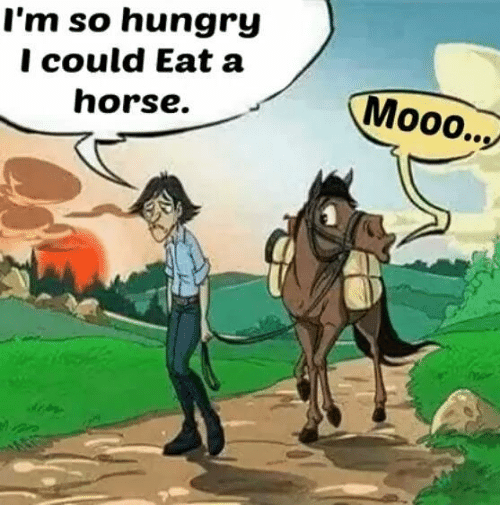 I'm so hungry
I could Eat a
horse.
Mooo...